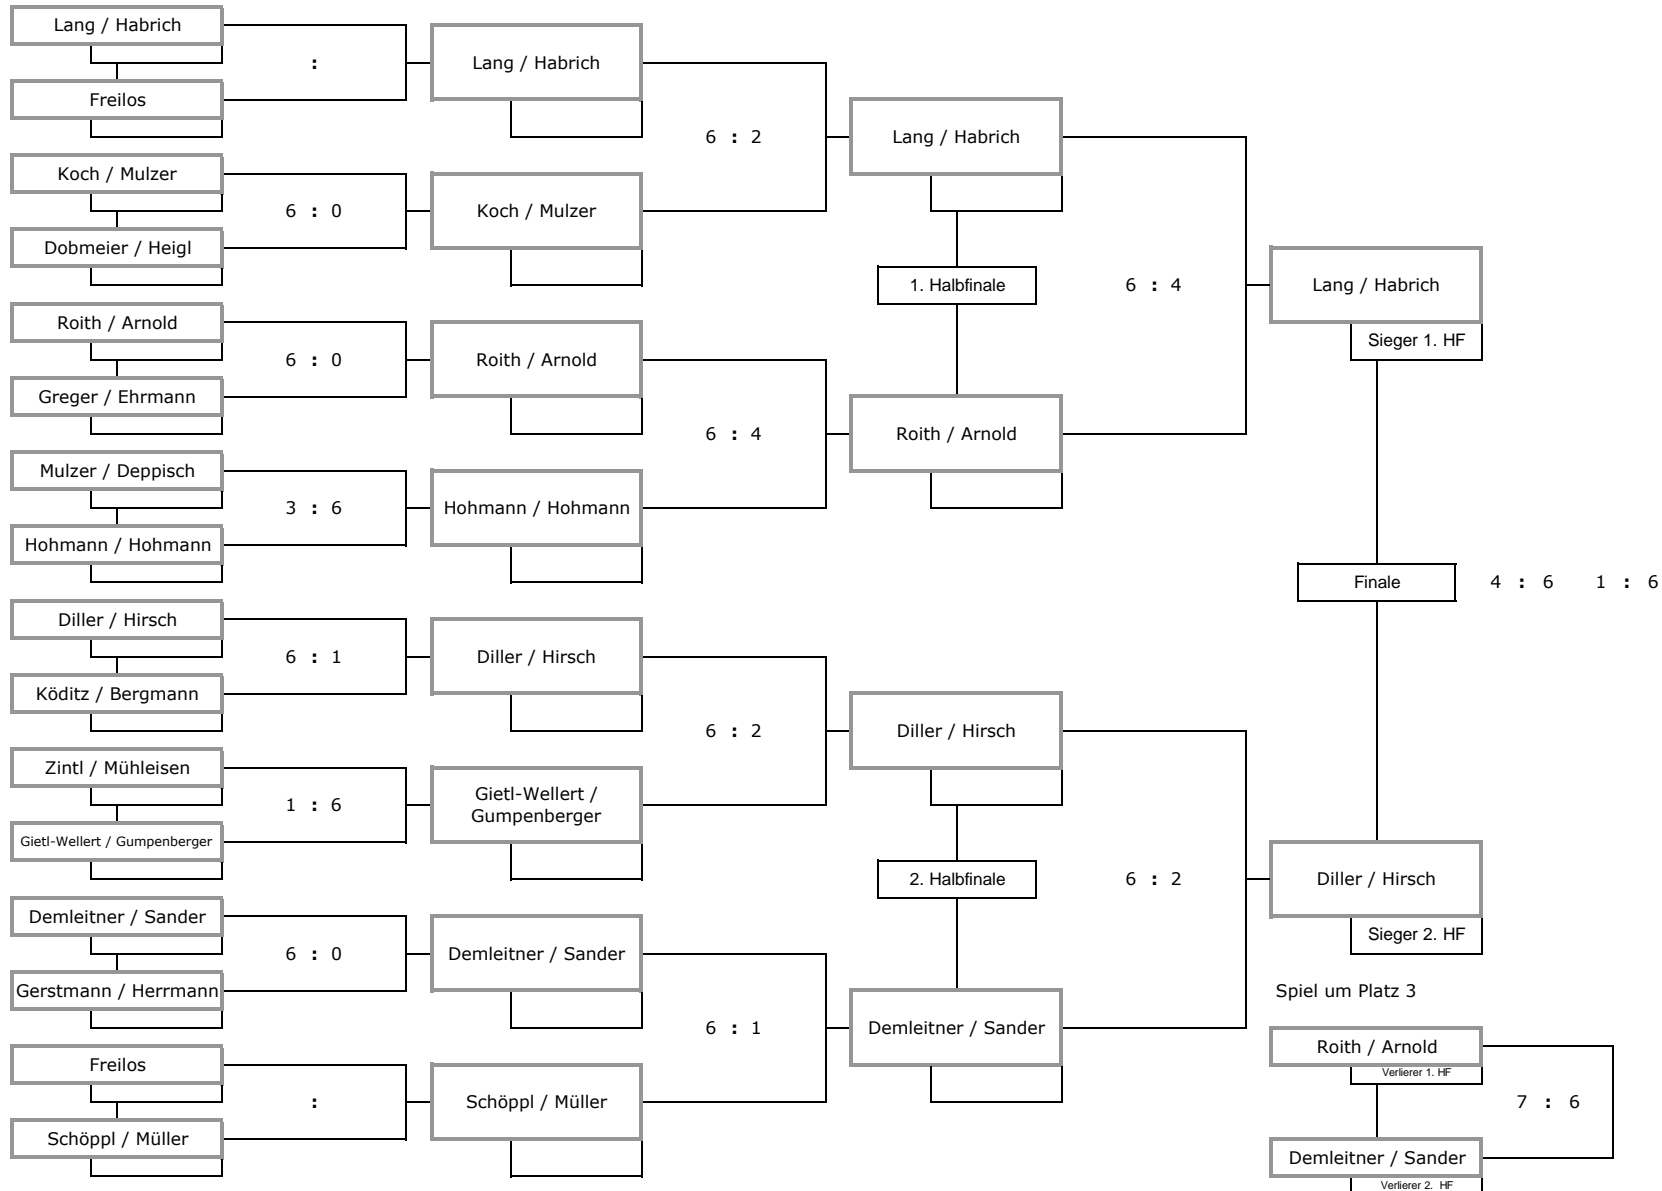 Lang / Habrich
:
Freilos
Koch / Mulzer
6 : 0
Dobmeier / Heigl
Roith / Arnold
6 : 0
Greger / Ehrmann
Mulzer / Deppisch
3 : 6
Hohmann / Hohmann
Diller / Hirsch
6 : 1
Köditz / Bergmann
Zintl / Mühleisen
1 : 6
Gietl-Wellert / Gumpenberger
Demleitner / Sander
6 : 0
Gerstmann / Herrmann
Freilos
:
Schöppl / Müller
Lang / Habrich
6 : 2
Koch / Mulzer
Roith / Arnold
6 : 4
Hohmann / Hohmann
Diller / Hirsch
6 : 2
Gietl-Wellert /
Gumpenberger
Demleitner / Sander
6 : 1
Schöppl / Müller
Lang / Habrich
1. Halbfinale
6 : 4
Roith / Arnold
Diller / Hirsch
2. Halbfinale
6 : 2
Demleitner / Sander
Lang / Habrich
Sieger 1. HF
Finale
4 : 6 1 : 6
Diller / Hirsch
Sieger 2. HF
Spiel um Platz 3
Roith / Arnold
Verlierer 1. HF
7 : 6
Demleitner / Sander
Verlierer 2. HF